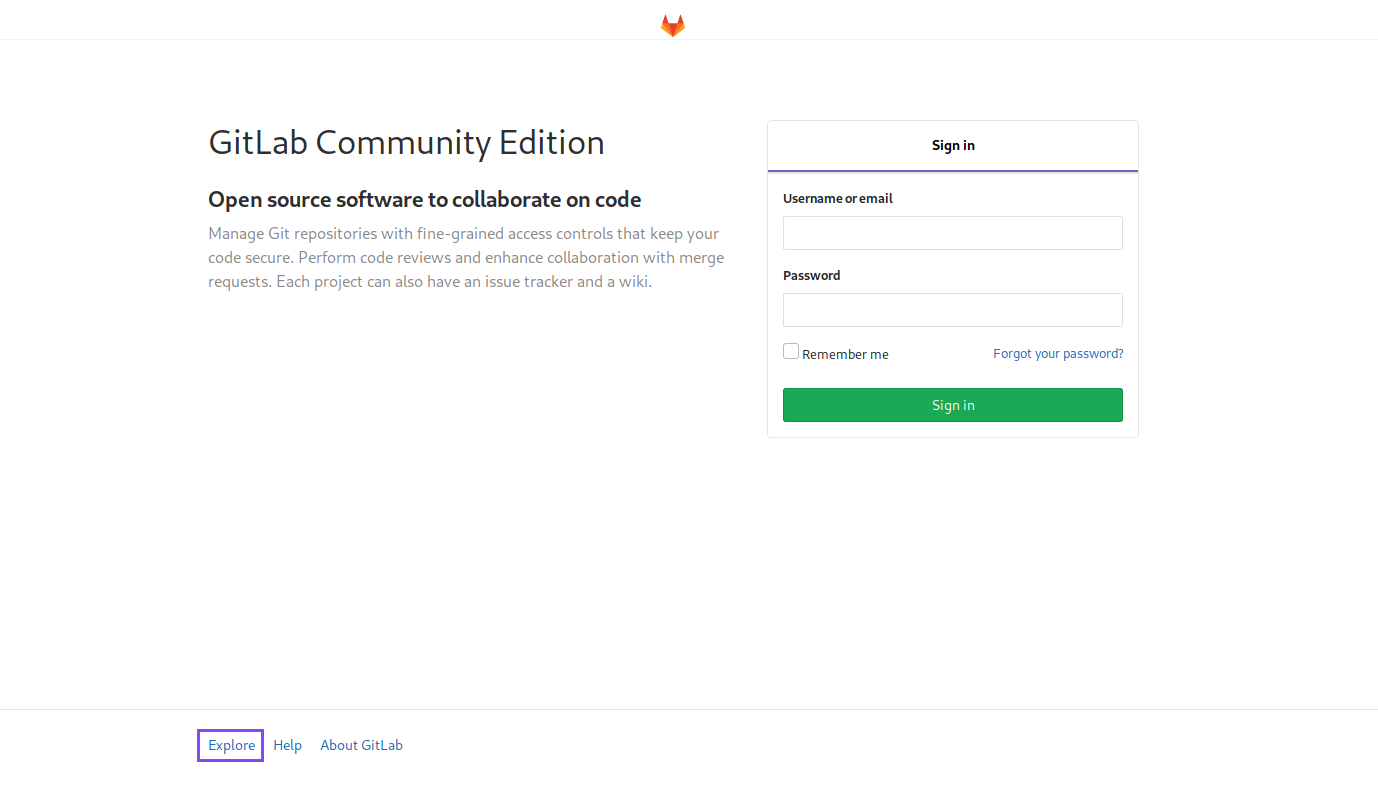 GitLab Community Edition
Open source software to collaborate on code
Manage Git repositories with fine-grained access controls that keep your
code secure. Perform code reviews and enhance collaboration with merge
requests. Each project can also have an issue tracker and a wiki.
Sign in
Username or email
Password
Remember me
Forgot your password?
Sign in
Explore
Help
About GitLab